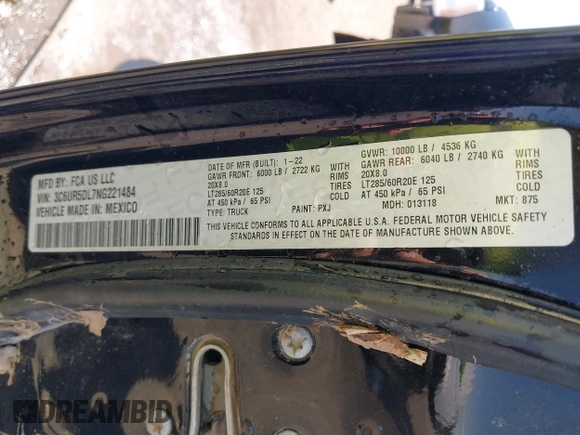 MFD BY: FCA US LLC
VIN: 3C6UR5DL7NG221484
VEHICLE MADE IN: MEXICO
DATE OF MFR (BUILT): 1-22
GAWR FRONT: 6000 LB / 2722 KG
20X8.0 RIMS
LT285/60R20E 125 TIRES
AT 450 kPa / 65 PSI COLD
TYPE: TRUCK PAINT: PXJ
GVWR: 10000 LB / 4536 KG
GAWR REAR: 6040 LB / 2740 KG
20X8.0 RIMS
LT285/60R20E 125 TIRES
AT 450 kPa / 65 PSI COLD
MDH: 013118 MKT: 875
THIS VEHICLE CONFORMS TO ALL APPLICABLE U.S.A. FEDERAL MOTOR VEHICLE SAFETY
STANDARDS IN EFFECT ON THE DATE OF MANUFACTURE SHOWN ABOVE.
DREAMBID